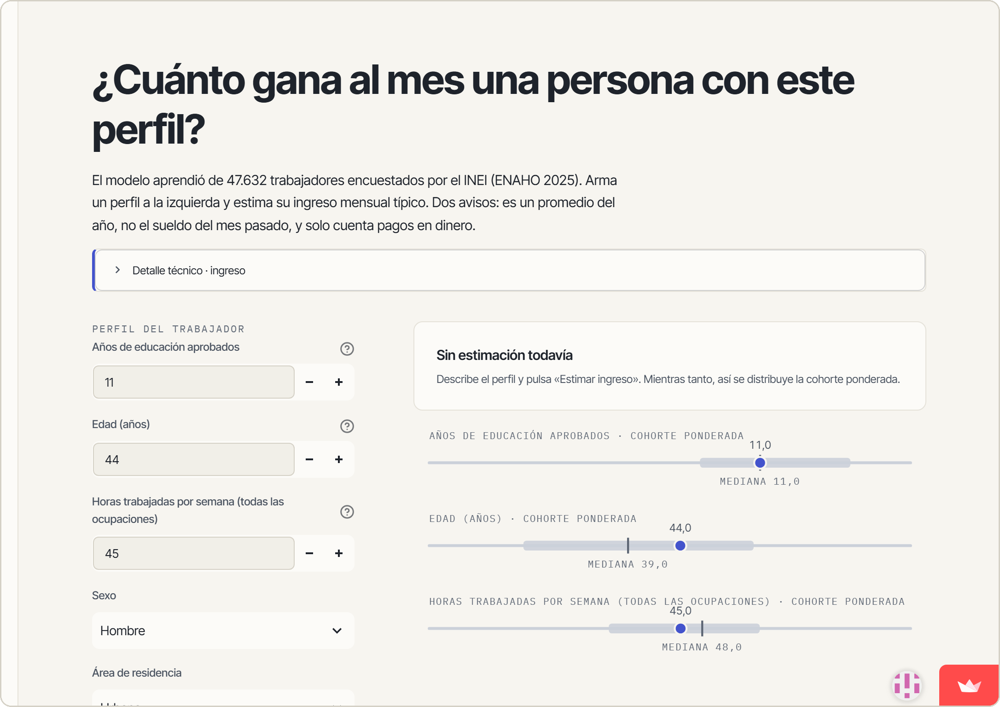 ¿Cuánto gana al mes una persona con este
perfil?
El modelo aprendió de 47.632 trabajadores encuestados por el INEI (ENAHO 2025). Arma
un perfil a la izquierda y estima su ingreso mensual típico. Dos avisos: es un promedio del
año, no el sueldo del mes pasado, y solo cuenta pagos en dinero.
Detalle técnico · ingreso
PERFIL DEL TRABAJADOR
Años de educación aprobados
11
Edad (años)
44
Horas trabajadas por semana (todas las
ocupaciones)
45
Sexo
Hombre
Área de residencia
Sin estimación todavía
Describe el perfil y pulsa «Estimar ingreso». Mientras tanto, así se distribuye la cohorte ponderada.
AÑOS DE EDUCACIÓN APROBADOS · COHORTE PONDERADA
11,0
MEDIANA 11,0
EDAD (AÑOS) · COHORTE PONDERADA
44,0
MEDIANA 39,0
HORAS TRABAJADAS POR SEMANA (TODAS LAS OCUPACIONES) · COHORTE PONDERADA
45,0
MEDIANA 48,0